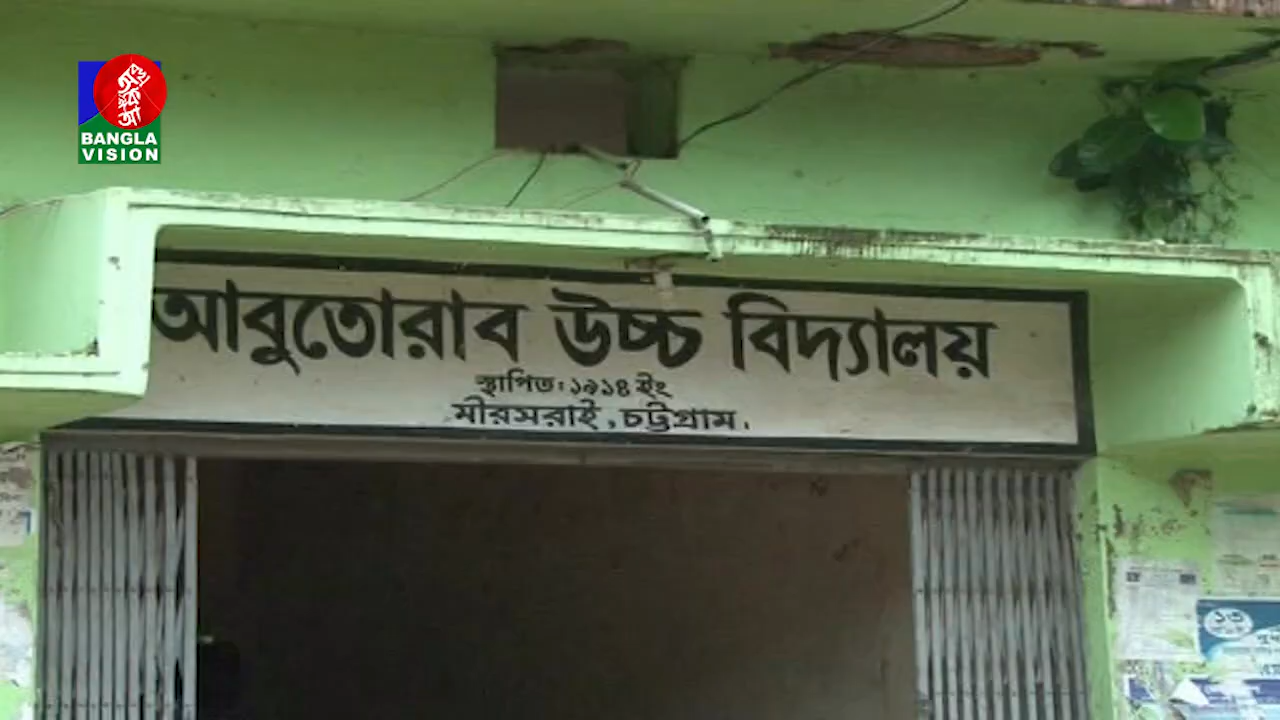 BANGLA
VISION
আবুতোরাব উচ্চ বিদ্যালয়
স্থাপিত: ১৯১৪ ইং
মীরসরাই, চট্টগ্রাম.